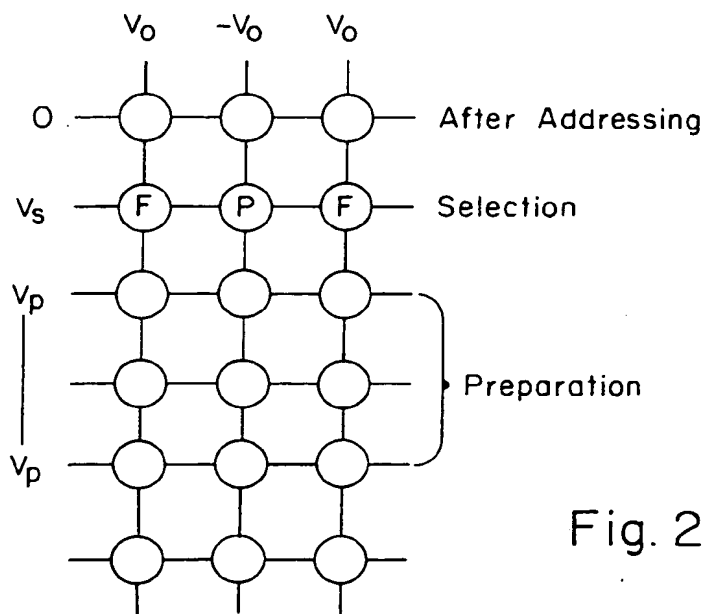 V₀ -V₀ V₀
0 After Addressing
Vₛ F P F Selection
Vₚ
Preparation
Vₚ
Fig. 2